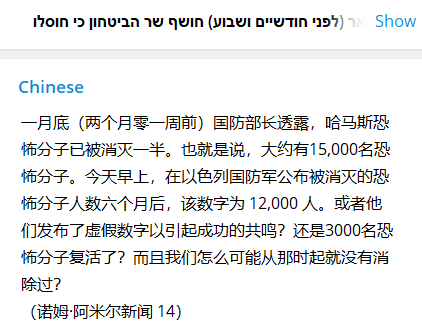 (לפני חודשיים ושבוע) חושף שר הביטחון כי חוסלו
Show
Chinese
一月底（两个月零一周前）国防部长透露，哈马斯恐
怖分子已被消灭一半。也就是说，大约有15,000名恐
怖分子。今天早上，在以色列国防军公布被消灭的恐
怖分子人数六个月后，该数字为 12,000 人。或者他
们发布了虚假数字以引起成功的共鸣？还是3000名恐
怖分子复活了？而且我们怎么可能从那时起就没有消
除过？
（诺姆·阿米尔新闻 14）